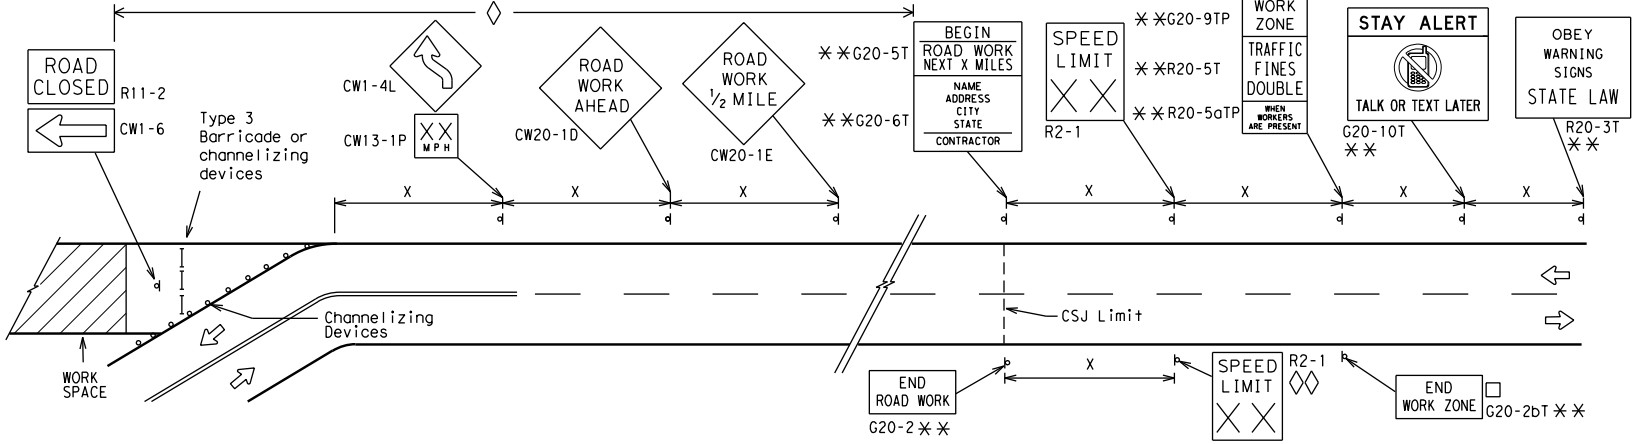 ROAD
CLOSED
R11-2
CW1-6
Type 3
Barricade or
channelizing
devices
CW1-4L
XX
MPH
CW13-1P
ROAD
WORK
AHEAD
CW20-1D
ROAD
WORK
1/2 MILE
CW20-1E
**G20-5T
**G20-6T
BEGIN
ROAD WORK
NEXT X MILES
NAME
ADDRESS
CITY
STATE
CONTRACTOR
SPEED
LIMIT
XX
R2-1
**G20-9TP
**R20-5T
**R20-5aTP
WORK
ZONE
TRAFFIC
FINES
DOUBLE
WHEN
WORKERS
ARE PRESENT
STAY ALERT
TALK OR TEXT LATER
G20-10T
**
OBEY
WARNING
SIGNS
STATE LAW
R20-3T
**
X
X
X
X
X
X
X
Channelizing
Devices
CSJ Limit
WORK
SPACE
X
END
ROAD WORK
G20-2 **
SPEED
LIMIT
XX
R2-1
END
WORK ZONE
G20-2bT **